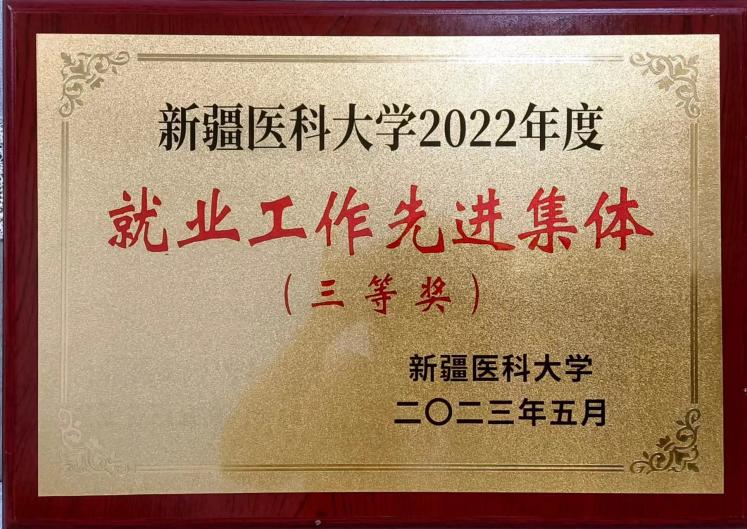 新疆医科大学2022年度
就业工作先进集体
（三等奖）
新疆医科大学
二〇二三年五月